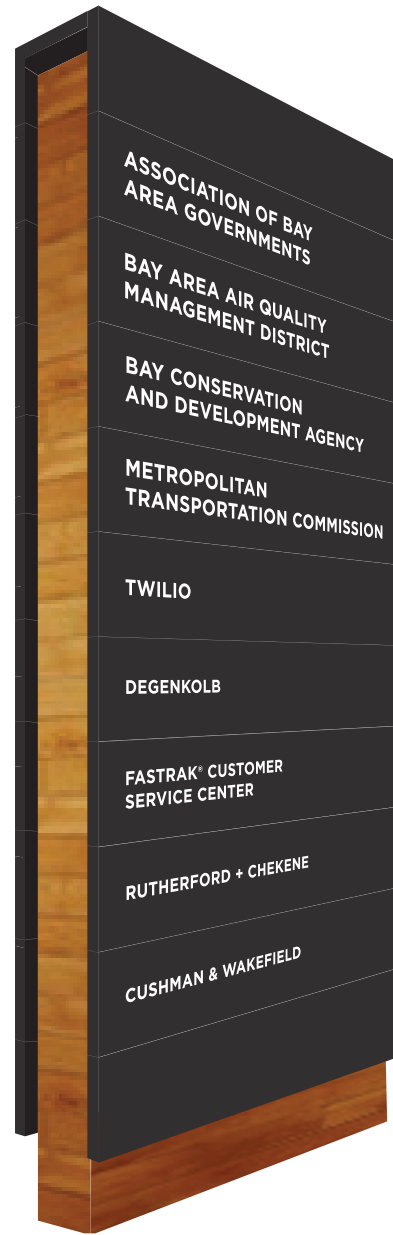 ASSOCIATION OF BAY
AREA GOVERNMENTS
BAY AREA AIR QUALITY
MANAGEMENT DISTRICT
BAY CONSERVATION
AND DEVELOPMENT AGENCY
METROPOLITAN
TRANSPORTATION COMMISSION
TWILIO
DEGENKOLB
FASTRAK® CUSTOMER
SERVICE CENTER
RUTHERFORD + CHEKENE
CUSHMAN & WAKEFIELD